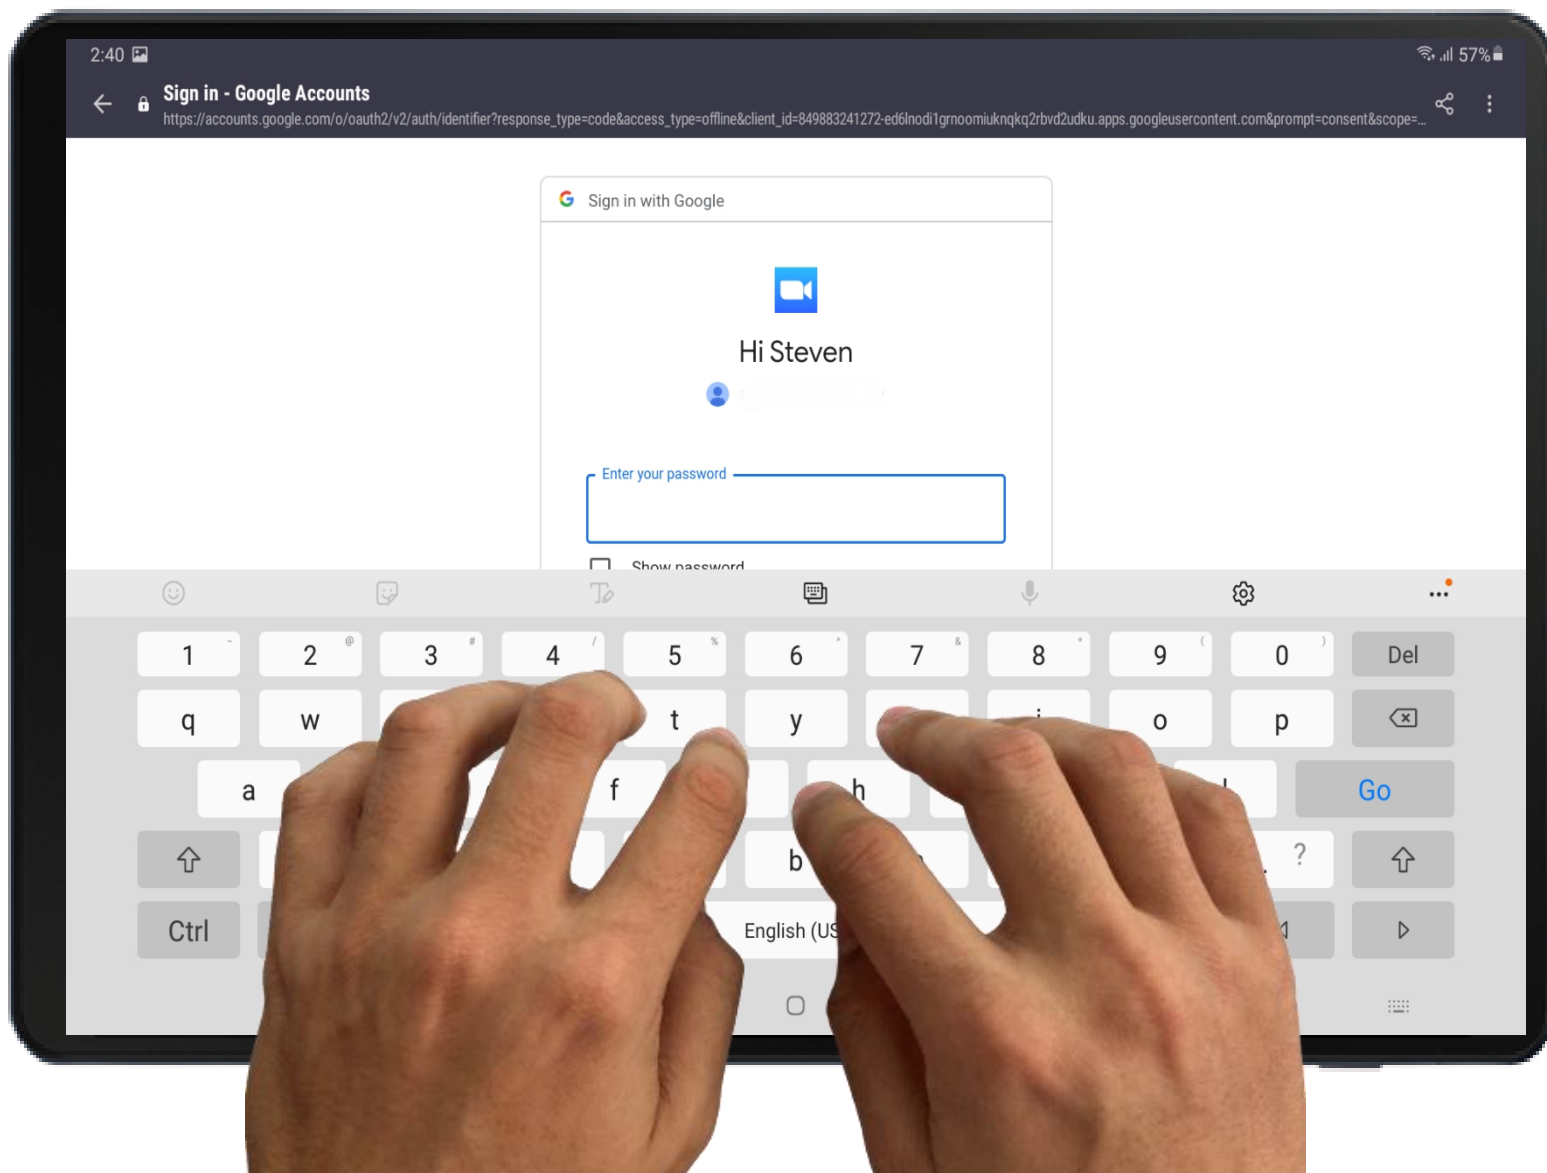 2:40
57%
Sign in - Google Accounts
https://accounts.google.com/o/oauth2/v2/auth/identifier?response_type=code&access_type=offline&client_id=849883241272-ed6lnodi1grnoomiuknqkq2rbvd2udku.apps.googleusercontent.com&prompt=consent&scope=...
G Sign in with Google
Hi Steven
Enter your password
Show password
1 - 2 @ 3 # 4 / 5 % 6 ^ 7 & 8 * 9 ( 0 ) Del
q w t y o p
a f h Go
b . ?
Ctrl English (US